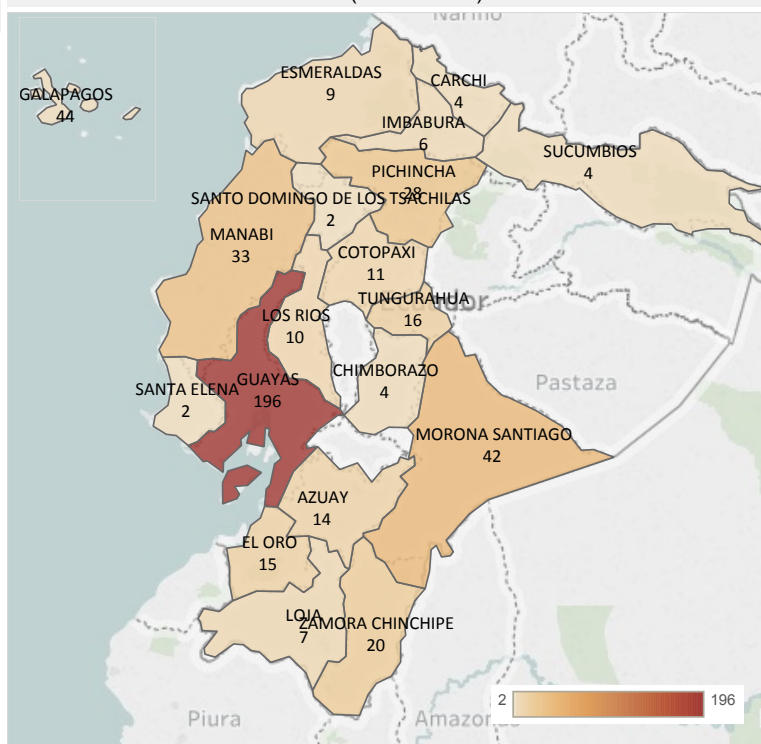 Nariño
ESMERALDAS
9
CARCHI
4
GALAPAGOS
44
IMBABURA
6
SUCUMBIOS
4
PICHINCHA
28
SANTO DOMINGO DE LOS TSACHILAS
2
MANABI
33
COTOPAXI
11
TUNGURAHUA
16
Ecuador
LOS RIOS
10
CHIMBORAZO
4
Pastaza
GUAYAS
196
SANTA ELENA
2
MORONA SANTIAGO
42
AZUAY
14
EL ORO
15
LOJA
7
ZAMORA CHINCHIPE
20
2
196
Piura